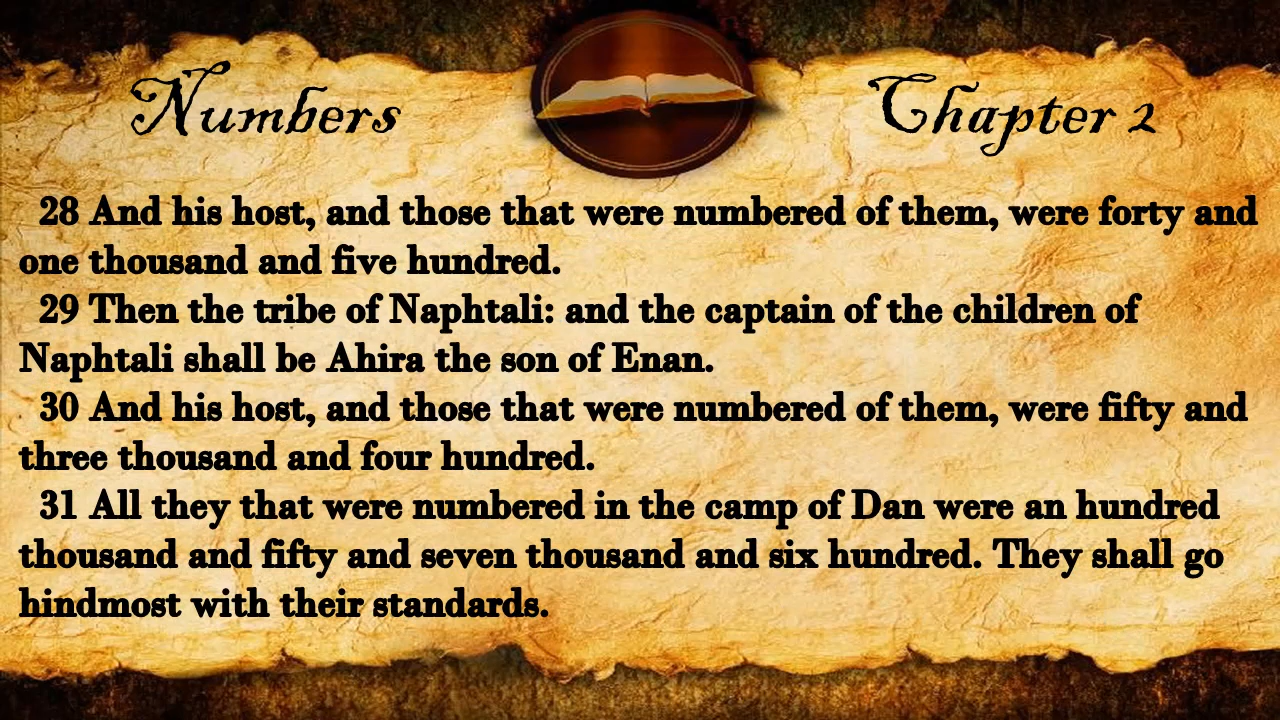 Numbers
Chapter 2
28 And his host, and those that were numbered of them, were forty and
one thousand and five hundred.
29 Then the tribe of Naphtali: and the captain of the children of
Naphtali shall be Ahira the son of Enan.
30 And his host, and those that were numbered of them, were fifty and
three thousand and four hundred.
31 All they that were numbered in the camp of Dan were an hundred
thousand and fifty and seven thousand and six hundred. They shall go
hindmost with their standards.